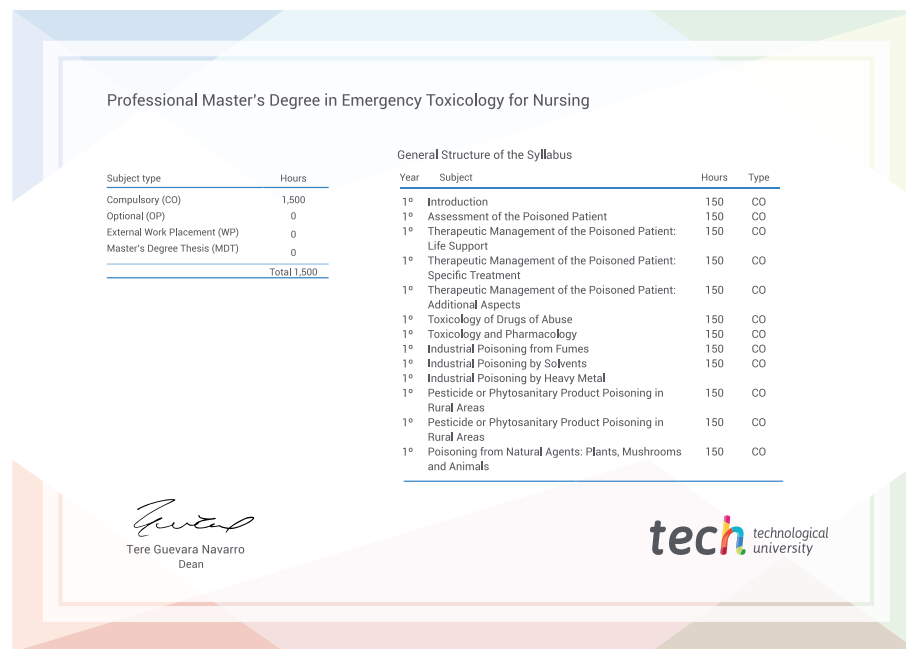 Professional Master's Degree in Emergency Toxicology for Nursing
Subject type Hours
Compulsory (CO) 1,500
Optional (OP) 0
External Work Placement (WP) 0
Master's Degree Thesis (MDT) 0
Total 1,500
General Structure of the Syllabus
Year Subject Hours Type
1º Introduction 150 CO
1º Assessment of the Poisoned Patient 150 CO
1º Therapeutic Management of the Poisoned Patient: 150 CO
Life Support
1º Therapeutic Management of the Poisoned Patient: 150 CO
Specific Treatment
1º Therapeutic Management of the Poisoned Patient: 150 CO
Additional Aspects
1º Toxicology of Drugs of Abuse 150 CO
1º Toxicology and Pharmacology 150 CO
1º Industrial Poisoning from Fumes 150 CO
1º Industrial Poisoning by Solvents 150 CO
1º Industrial Poisoning by Heavy Metal
1º Pesticide or Phytosanitary Product Poisoning in 150 CO
Rural Areas
1º Pesticide or Phytosanitary Product Poisoning in 150 CO
Rural Areas
1º Poisoning from Natural Agents: Plants, Mushrooms 150 CO
and Animals
Tere Guevara Navarro
Dean
tech technological
university